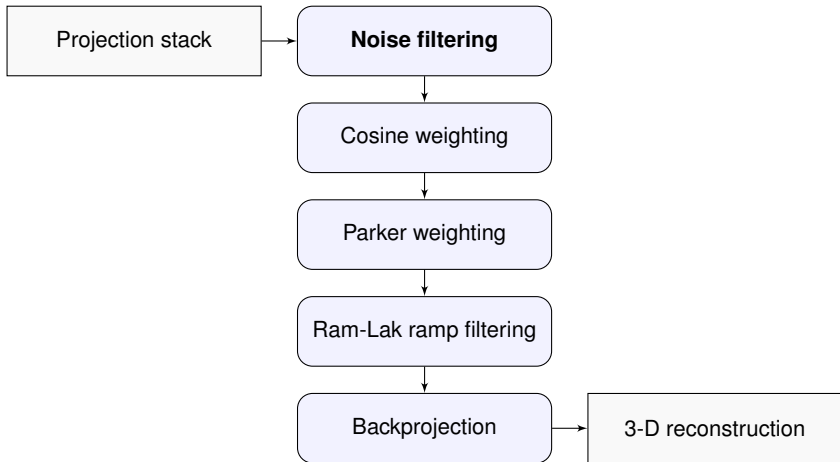 Projection stack
Noise filtering
Cosine weighting
Parker weighting
Ram-Lak ramp filtering
Backprojection
3-D reconstruction